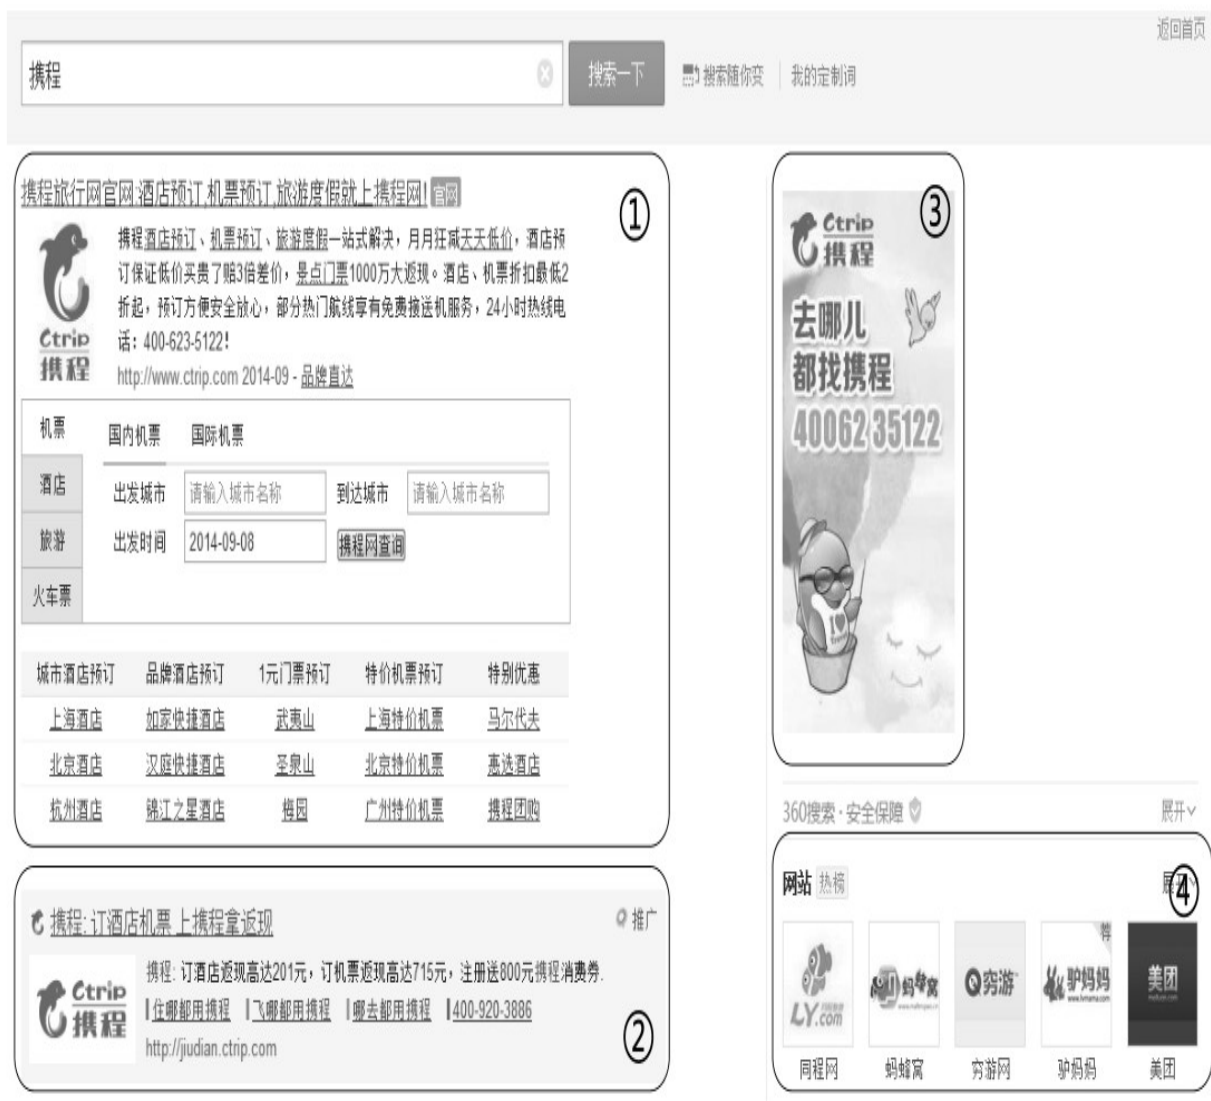 返回首页
携程
搜索一下
搜索随你变
我的定制词
携程旅行网官网:酒店预订,机票预订,旅游度假就上携程网! 官网
①
携程酒店预订、机票预订、旅游度假一站式解决,月月狂减天天低价,酒店预
订保证低价买贵了赔3倍差价,景点门票1000万大返现。酒店、机票折扣最低2
折起,预订方便安全放心,部分热门航线享有免费接送机服务,24小时热线电
话:400-623-5122!
http://www.ctrip.com 2014-09 - 品牌直达
Ctrip
携程
机票
国内机票 国际机票
酒店
出发城市 请输入城市名称 到达城市 请输入城市名称
旅游
出发时间 2014-09-08 携程网查询
火车票
城市酒店预订 品牌酒店预订 1元门票预订 特价机票预订 特别优惠
上海酒店 如家快捷酒店 武夷山 上海特价机票 马尔代夫
北京酒店 汉庭快捷酒店 圣泉山 北京特价机票 惠选酒店
杭州酒店 锦江之星酒店 梅园 广州特价机票 携程团购
携程: 订酒店机票 上携程拿返现
推广
Ctrip
携程
携程: 订酒店返现高达201元,订机票返现高达715元,注册送800元携程消费券.
住哪都用携程 飞哪都用携程 哪去都用携程 400-920-3886
http://jiudian.ctrip.com
②
③
Ctrip
携程
去哪儿
都找携程
40062 35122
I
Travel
360搜索·安全保障
展开
网站 热榜
展开
④
LY.com
蚂蜂窝
穷游
荐
驴妈妈
www.lvmama.com
美团
meituan.com
同程网 蚂蜂窝 穷游网 驴妈妈 美团